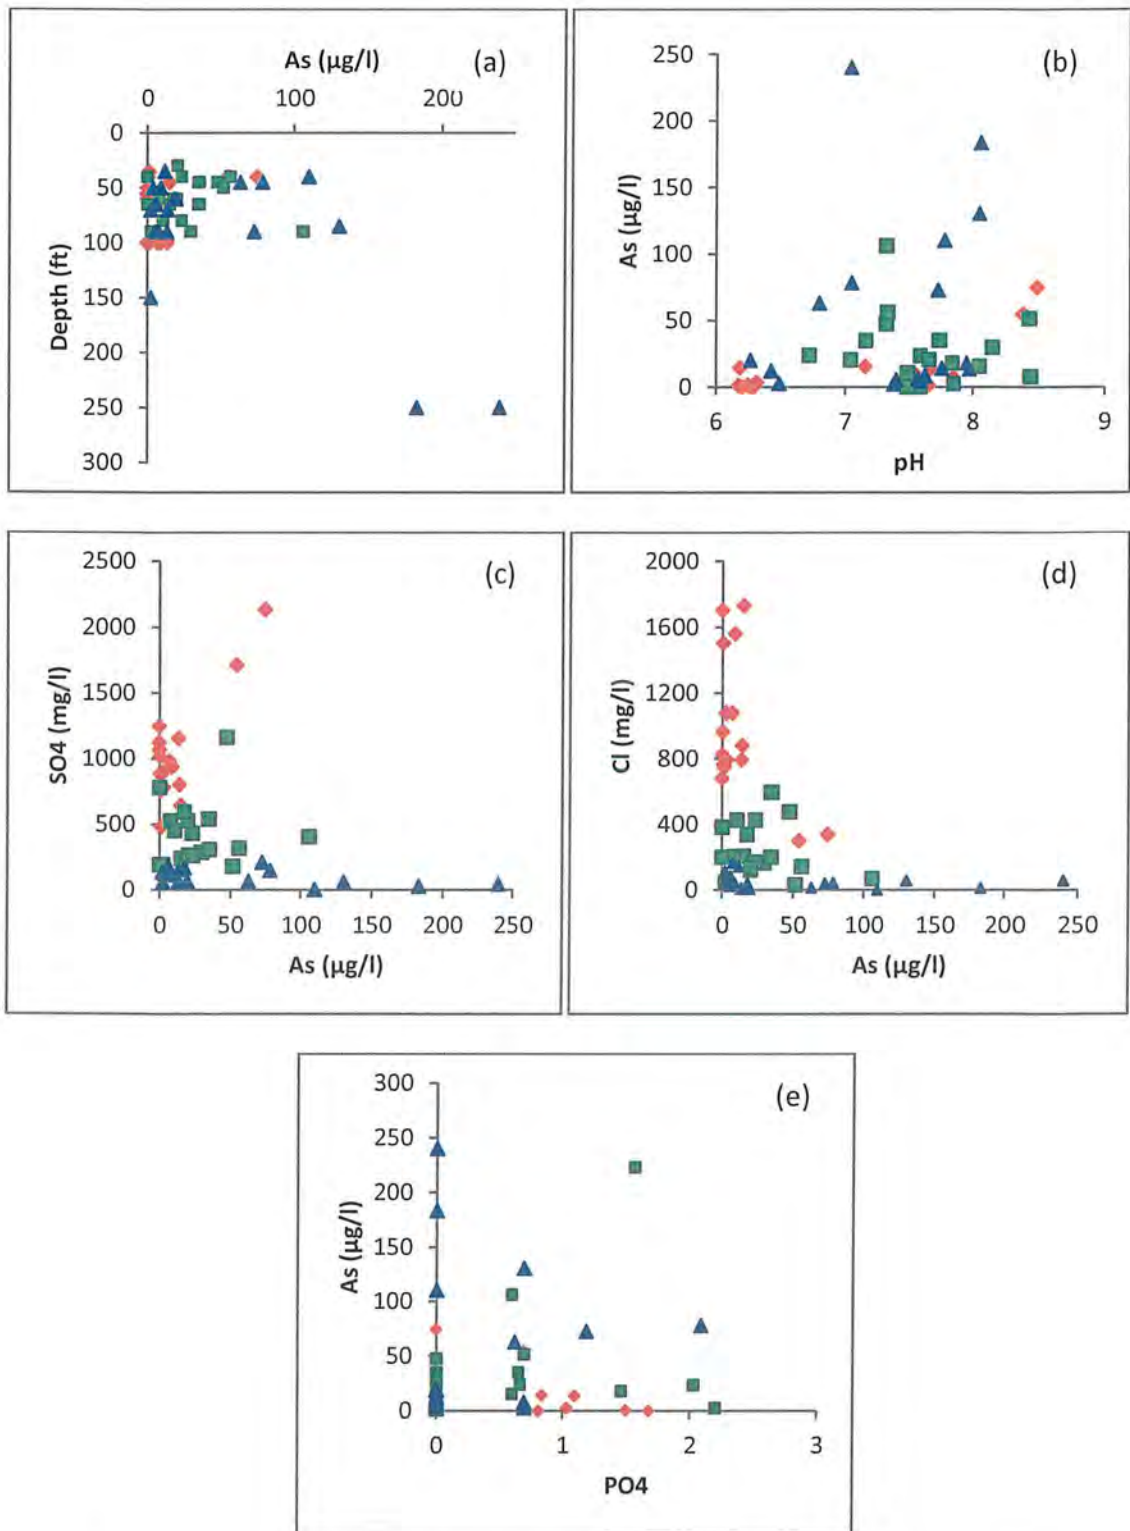 As (µg/l)
(a)
0 100 200
0
50
100
150
200
250
300
Depth (ft)
(b)
250
200
150
100
50
0
As (µg/l)
6 7 8 9
pH
(c)
2500
2000
1500
1000
500
0
SO4 (mg/l)
0 50 100 150 200 250
As (µg/l)
(d)
2000
1600
1200
800
400
0
Cl (mg/l)
0 50 100 150 200 250
As (µg/l)
(e)
300
250
200
150
100
50
0
As (µg/l)
0 1 2 3
PO4